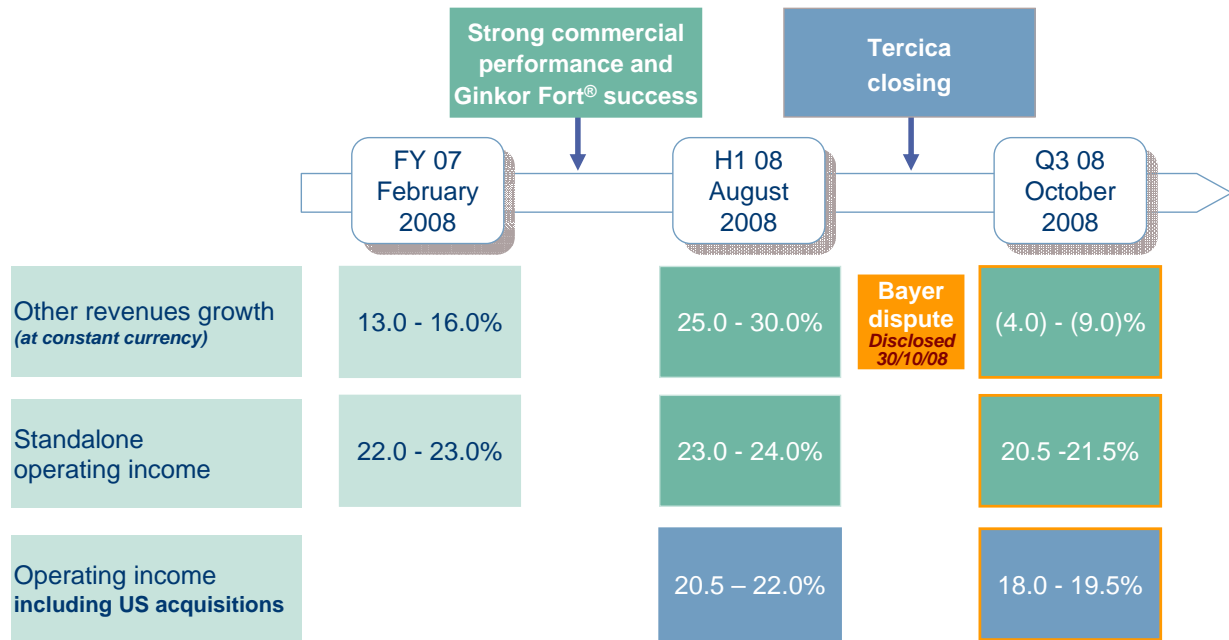 Strong commercial
performance and
Ginkor Fort® success
Tercica
closing
FY 07
February
2008
H1 08
August
2008
Q3 08
October
2008
Other revenues growth
(at constant currency)
13.0 - 16.0%
25.0 - 30.0%
Bayer
dispute
Disclosed
30/10/08
(4.0) - (9.0)%
Standalone
operating income
22.0 - 23.0%
23.0 - 24.0%
20.5 -21.5%
Operating income
including US acquisitions
20.5 – 22.0%
18.0 - 19.5%